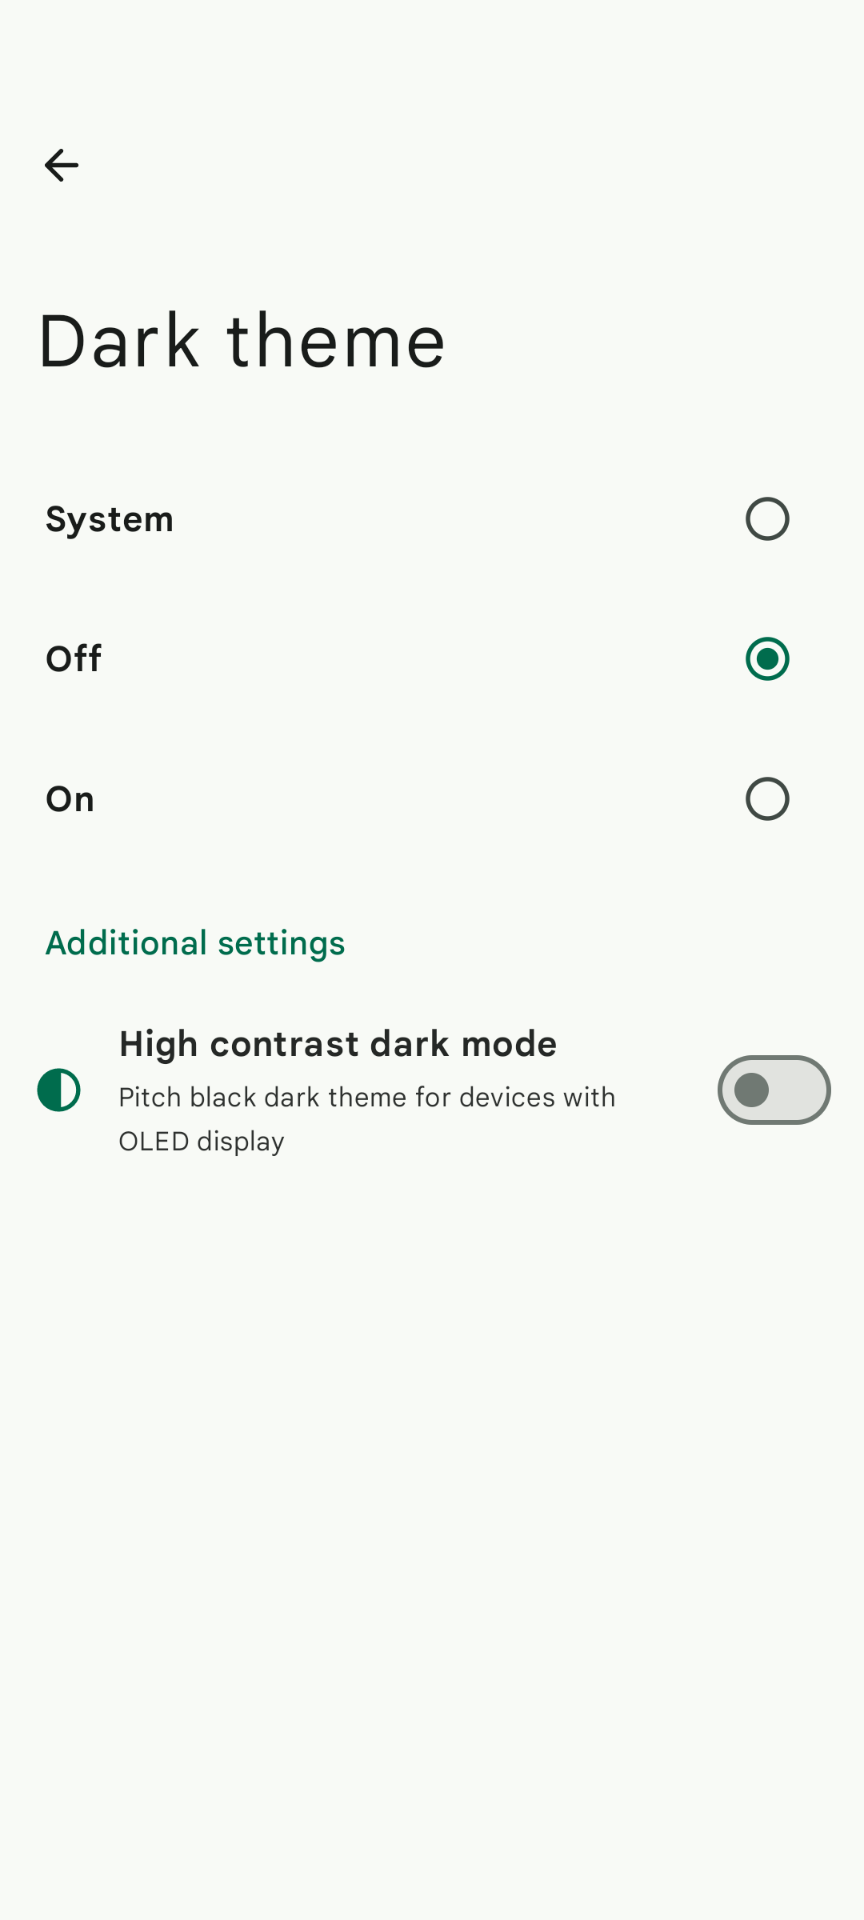 Dark theme
System
Off
On
Additional settings
High contrast dark mode
Pitch black dark theme for devices with
OLED display